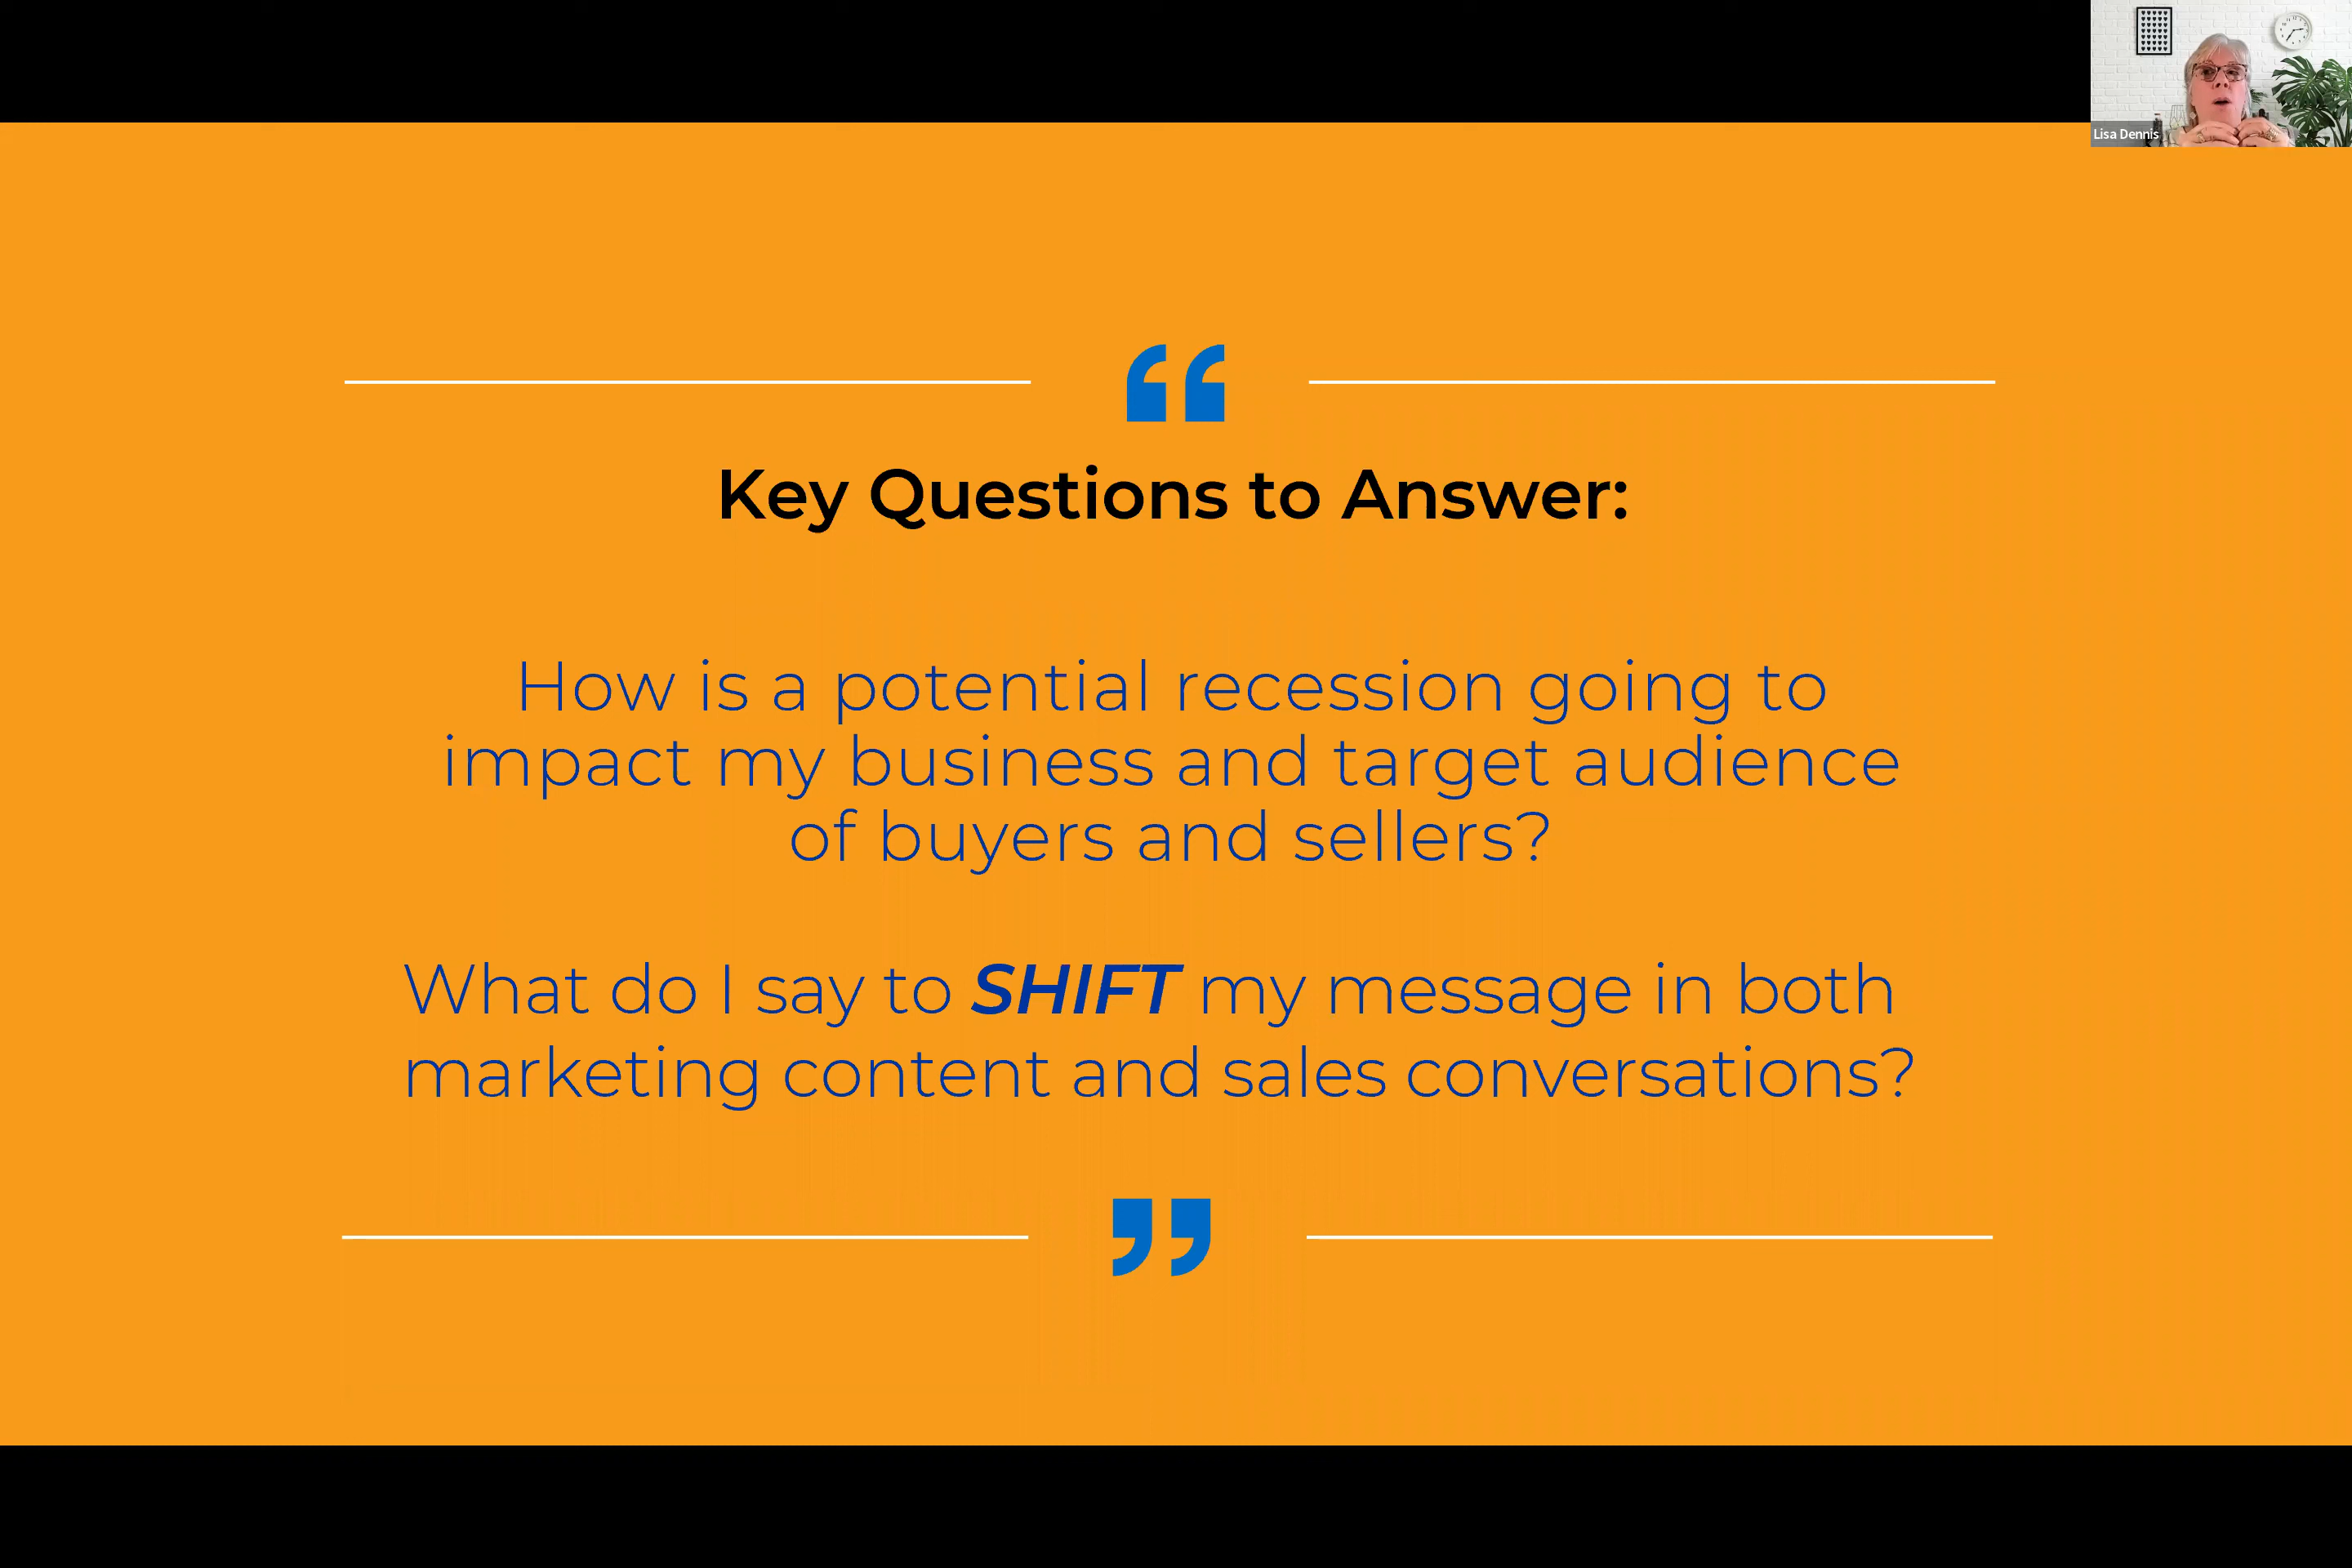 Lisa Dennis
“
Key Questions to Answer:
How is a potential recession going to
impact my business and target audience
of buyers and sellers?
What do I say to SHIFT my message in both
marketing content and sales conversations?
”